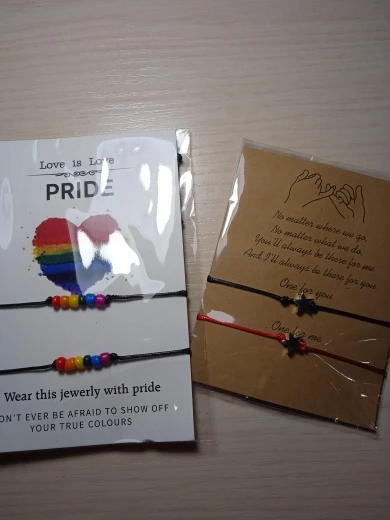 Love is Love
PRIDE
Wear this jewerly with pride
ON'T EVER BE AFRAID TO SHOW OFF
YOUR TRUE COLOURS
No matter where we go,
No matter what we do,
You'll always be there for me
And I'll always be there for you
One for you
One for me